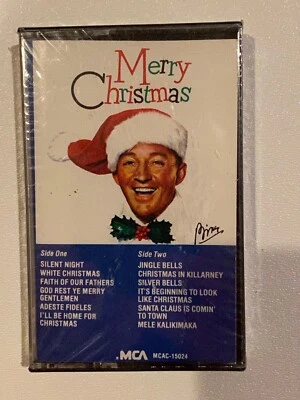 Merry
Christmas
Bing
Side One
SILENT NIGHT
WHITE CHRISTMAS
FAITH OF OUR FATHERS
GOD REST YE MERRY
GENTLEMEN
ADESTE FIDELES
I'LL BE HOME FOR
CHRISTMAS
Side Two
JINGLE BELLS
CHRISTMAS IN KILLARNEY
SILVER BELLS
IT'S BEGINNING TO LOOK
LIKE CHRISTMAS
SANTA CLAUS IS COMIN'
TO TOWN
MELE KALIKIMAKA
.MCA MCAC-15024